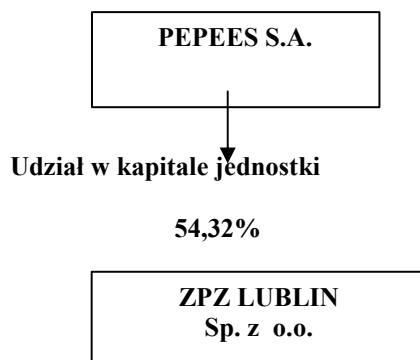 PEPEES S.A.
Udział w kapitale jednostki
54,32%
ZPZ LUBLIN
Sp. z o.o.